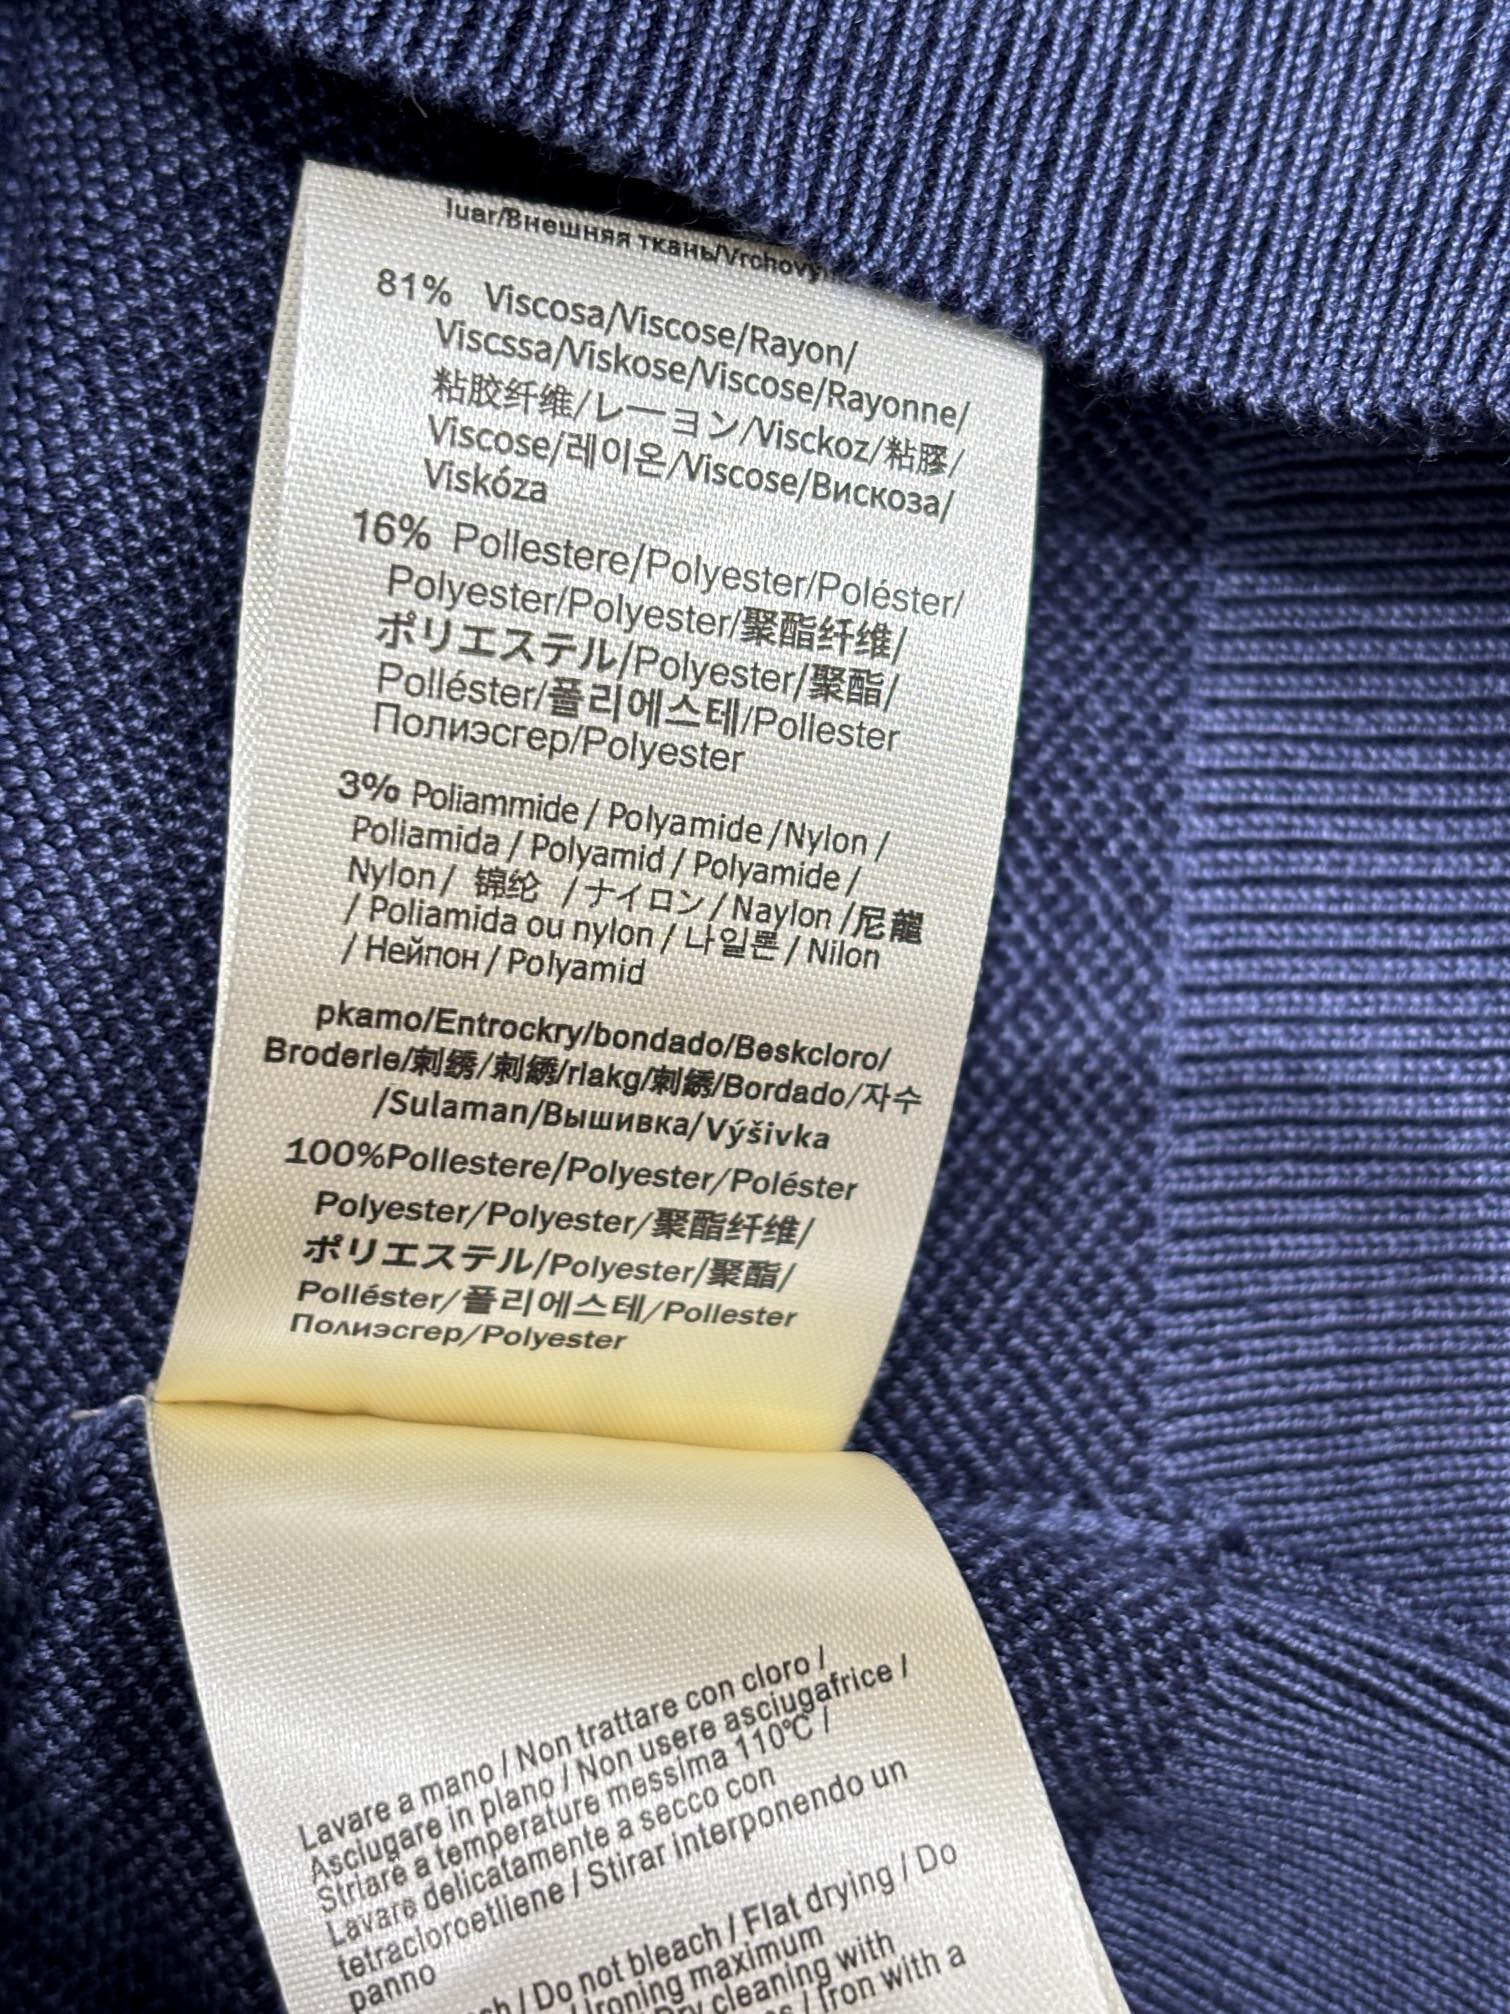 luar/Внешняя ткань/Vrchový
81% Viscosa/Viscose/Rayon/
Viscssa/Viskose/Viscose/Rayonne/
粘胶纤维/レーヨン/Visckoz/粘膠/
Viscose/레이온/Viscose/Вискоза/
Viskóza
16% Pollestere/Polyester/Poléster/
Polyester/Polyester/聚酯纤维/
ポリエステル/Polyester/聚酯/
Polléster/폴리에스테/Pollester
Полиэсгер/Polyester
3% Poliammide / Polyamide /Nylon /
Poliamida / Polyamid / Polyamide /
Nylon / 锦纶 /ナイロン / Naylon /尼龍
/ Poliamida ou nylon / 나일론 / Nilon
/ Нейпон / Polyamid
pkamo/Entrockry/bondado/Beskcloro/
Broderle/刺绣/刺繡/rlakg/刺繡/Bordado/자수
/Sulaman/Вышивка/Výšivka
100%Pollestere/Polyester/Poléster
Polyester/Polyester/聚酯纤维/
ポリエステル/Polyester/聚酯/
Polléster/폴리에스테/Pollester
Полиэсгер/Polyester
Lavare a mano / Non trattare con cloro /
Asciugare in plano / Non usere asciugafrice /
Striare a temperature messima 110℃ /
Lavare delicatamente a secco con
tetracloroetliene / Stirar interponendo un
panno
/ Do not bleach / Flat drying / Do
/ Ironing maximum
Dry cleaning with
/ Iron with a